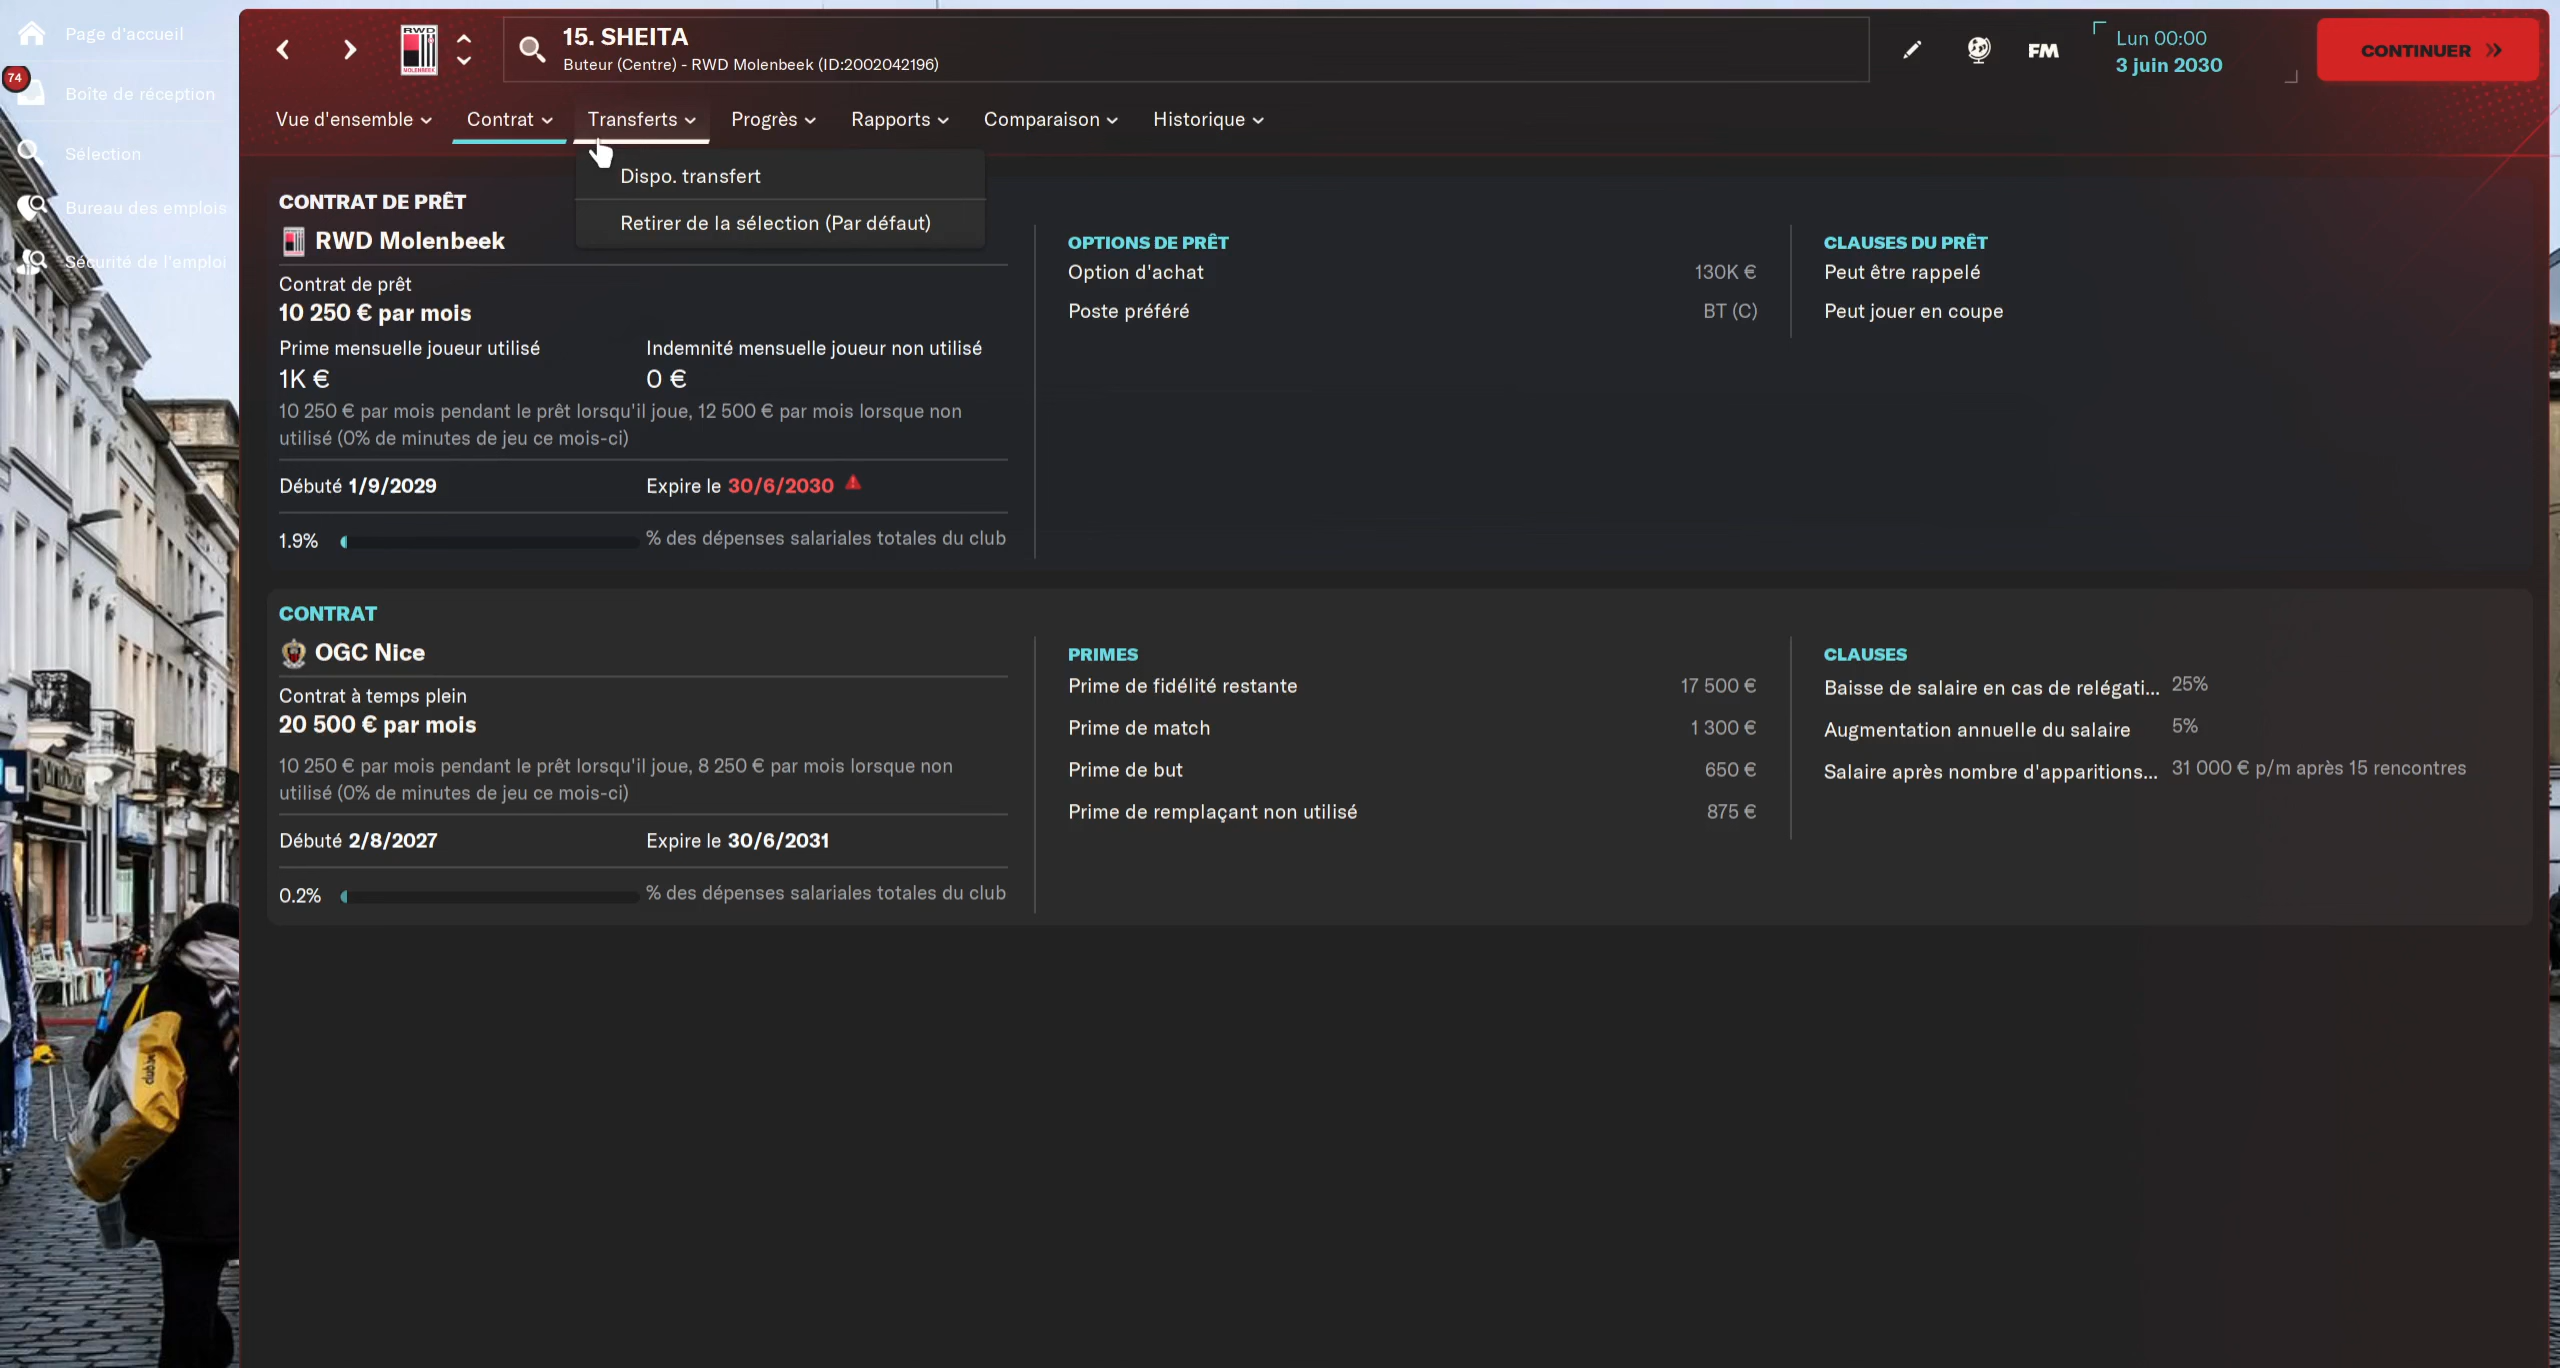 Page d'accueil
74
Boîte de réception
Sélection
Bureau des emplois
Sécurité de l'emploi
RWD
MOLENBEEK
15. SHEITA
Buteur (Centre) - RWD Molenbeek (ID:2002042196)
FM
Lun 00:00
3 juin 2030
CONTINUER
Vue d'ensemble
Contrat
Transferts
Progrès
Rapports
Comparaison
Historique
Dispo. transfert
Retirer de la sélection (Par défaut)
CONTRAT DE PRÊT
RWD Molenbeek
Contrat de prêt
10 250 € par mois
Prime mensuelle joueur utilisé
Indemnité mensuelle joueur non utilisé
1K €
0 €
10 250 € par mois pendant le prêt lorsqu'il joue, 12 500 € par mois lorsque non
utilisé (0% de minutes de jeu ce mois-ci)
Débuté 1/9/2029
Expire le 30/6/2030
1.9%
% des dépenses salariales totales du club
OPTIONS DE PRÊT
Option d'achat 130K €
Poste préféré BT (C)
CLAUSES DU PRÊT
Peut être rappelé
Peut jouer en coupe
CONTRAT
OGC Nice
Contrat à temps plein
20 500 € par mois
10 250 € par mois pendant le prêt lorsqu'il joue, 8 250 € par mois lorsque non
utilisé (0% de minutes de jeu ce mois-ci)
Débuté 2/8/2027
Expire le 30/6/2031
0.2%
% des dépenses salariales totales du club
PRIMES
Prime de fidélité restante 17 500 €
Prime de match 1 300 €
Prime de but 650 €
Prime de remplaçant non utilisé 875 €
CLAUSES
Baisse de salaire en cas de relégati... 25%
Augmentation annuelle du salaire 5%
Salaire après nombre d'apparitions... 31 000 € p/m après 15 rencontres